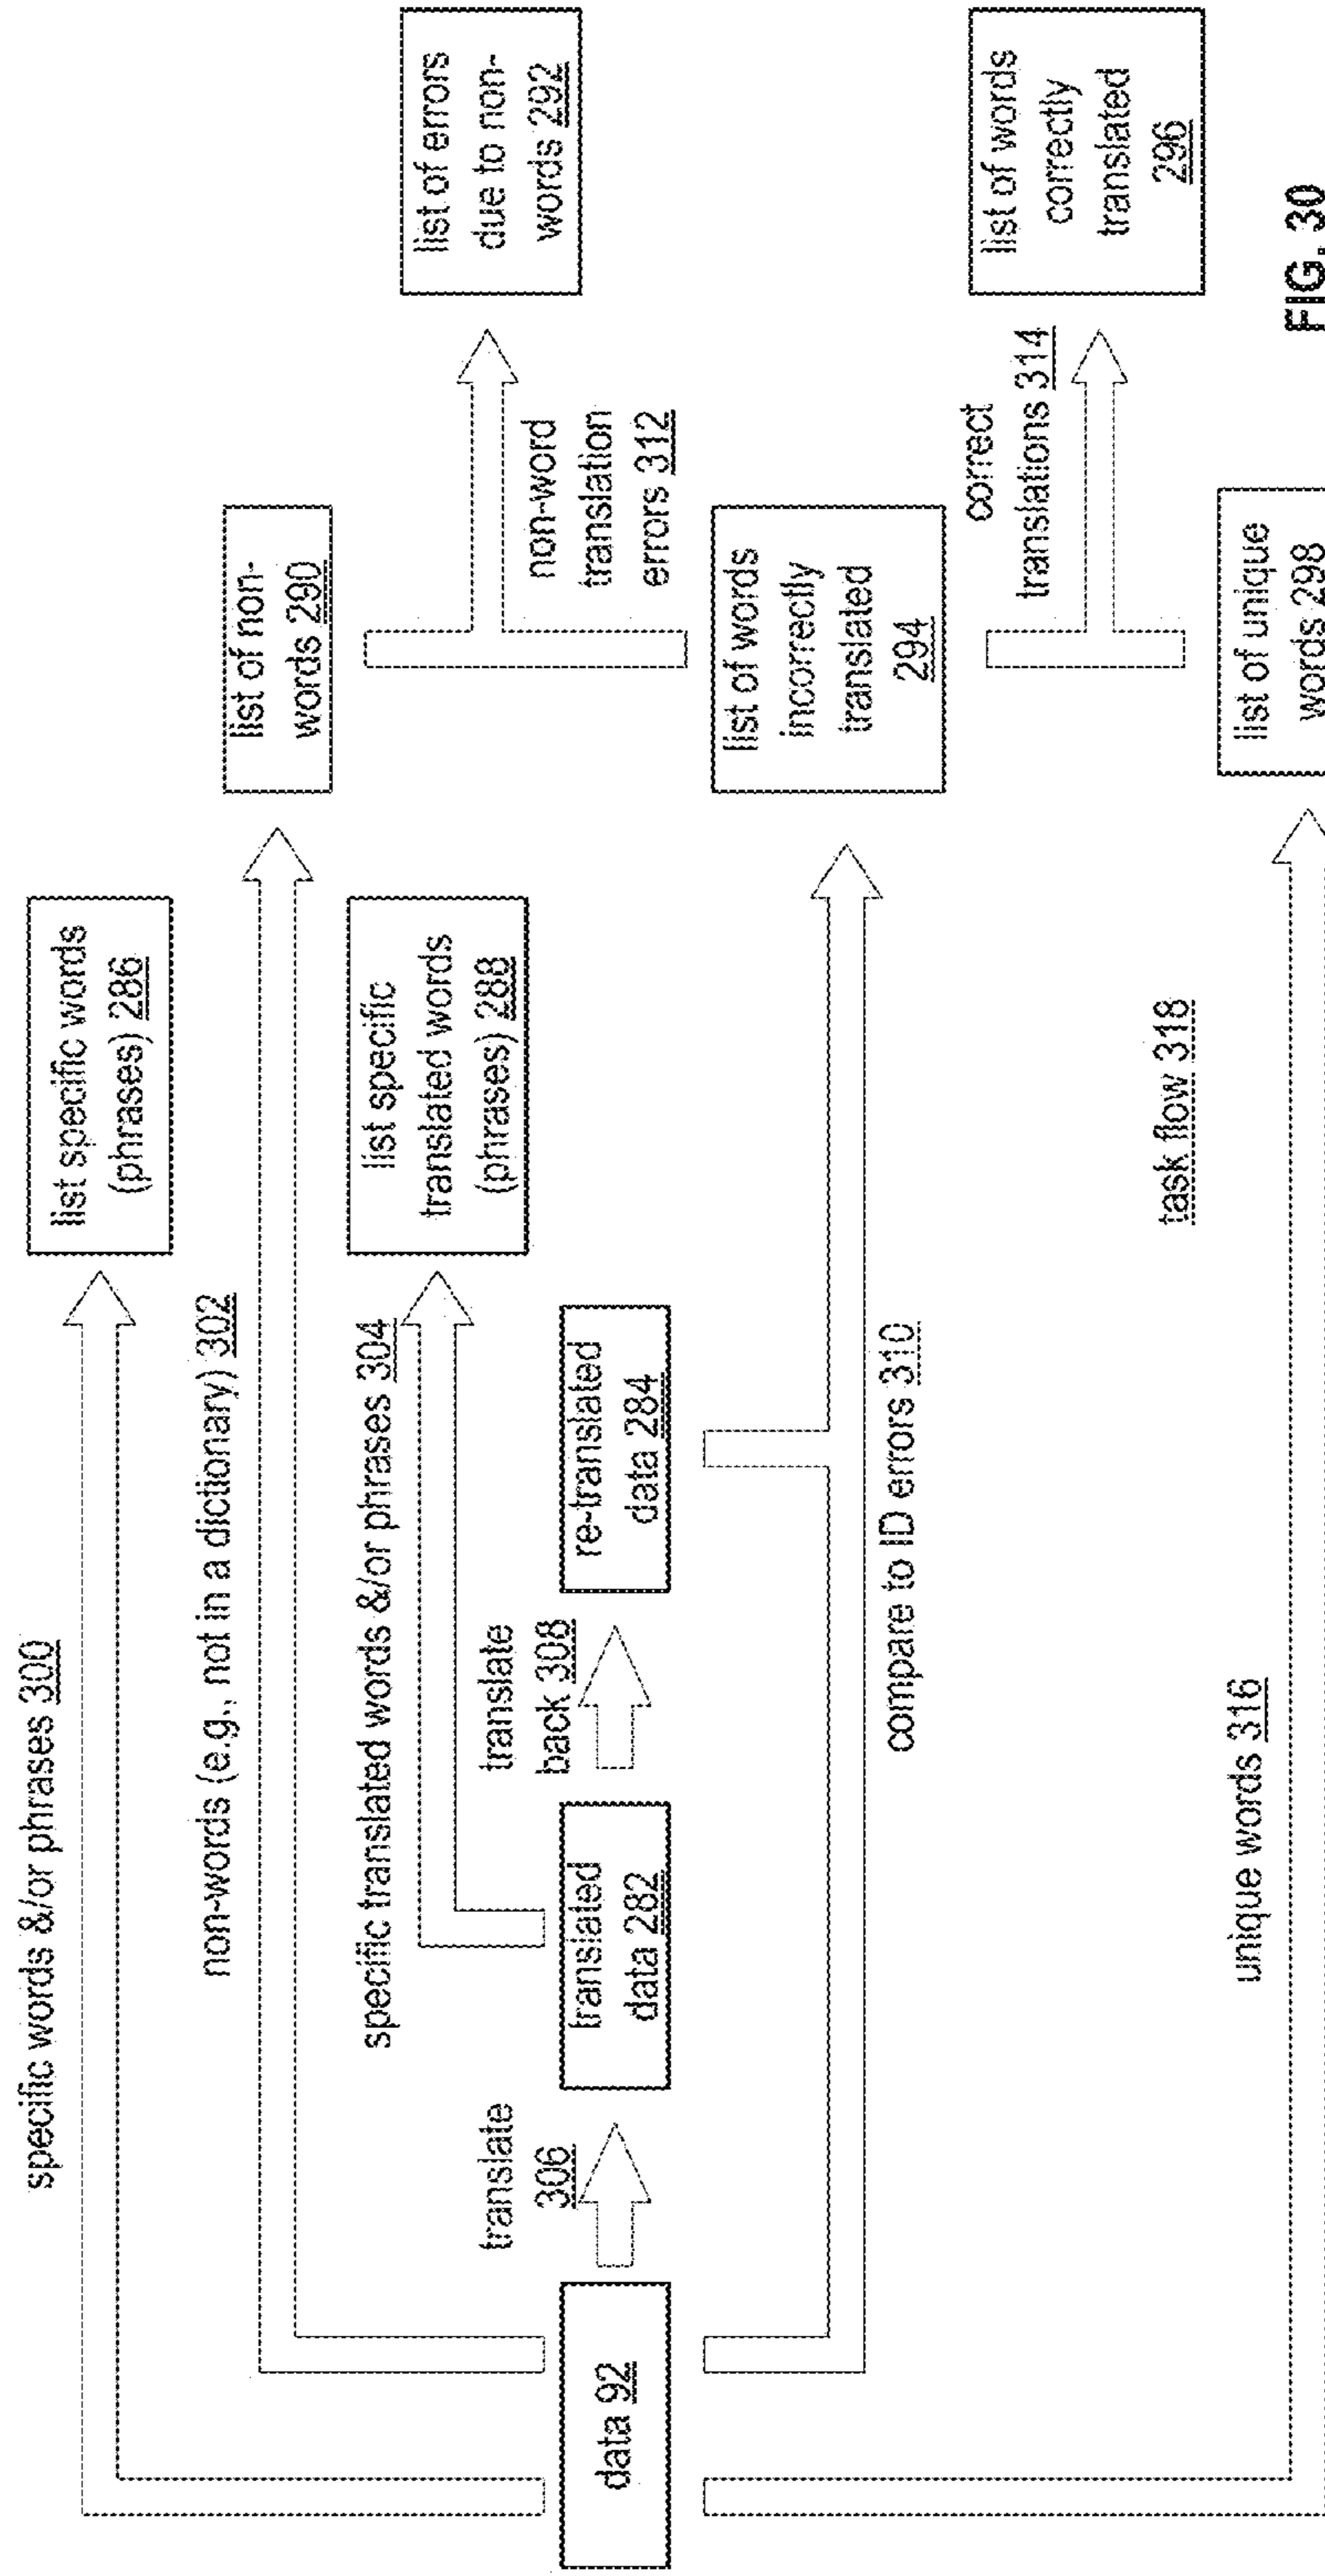 specific words &/or phrases 300
list specific words
(phrases) 286
non-words (e.g., not in a dictionary) 302
list of non-
words 290
specific translated words &/or phrases 304
list specific
translated words
(phrases) 288
list of errors
due to non-
words 292
non-word
translation
errors 312
translate
306
translate
back 308
data 92
translated
data 282
re-translated
data 284
list of words
incorrectly
translated
294
compare to ID errors 310
correct
translations 314
list of words
correctly
translated
296
task flow 318
unique words 316
list of unique
words 298
FIG. 30